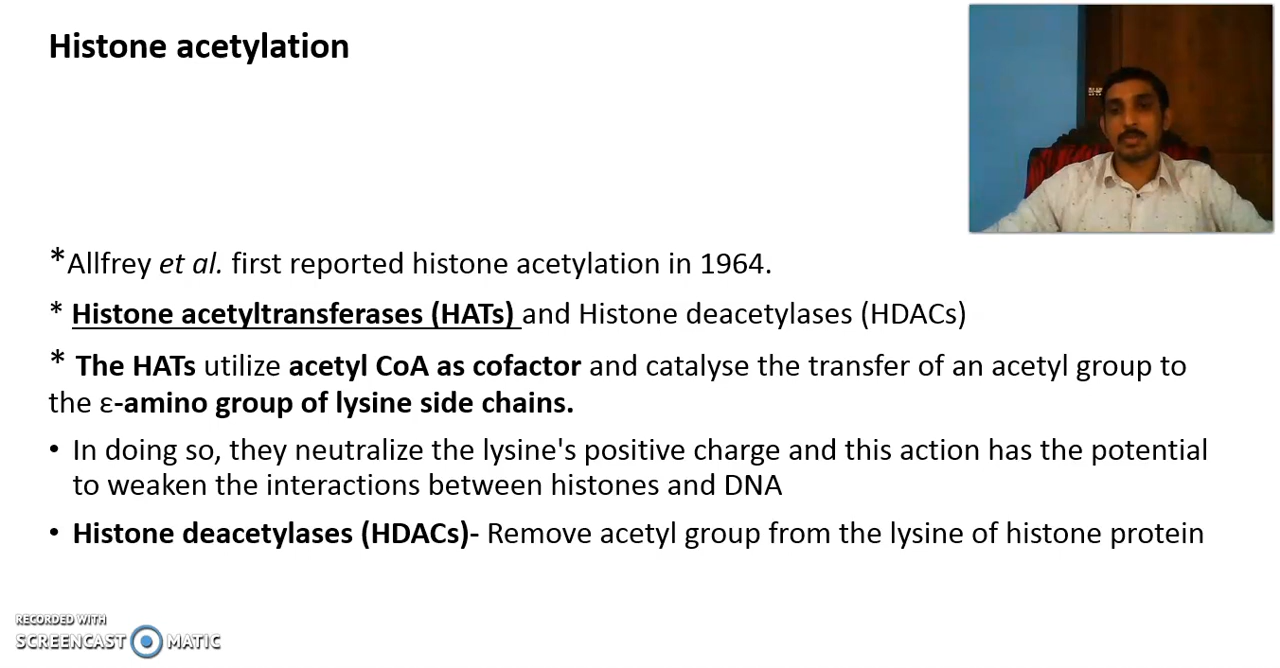 Histone acetylation
*Allfrey et al. first reported histone acetylation in 1964.
* Histone acetyltransferases (HATs) and Histone deacetylases (HDACs)
* The HATs utilize acetyl CoA as cofactor and catalyse the transfer of an acetyl group to
the ε-amino group of lysine side chains.
• In doing so, they neutralize the lysine's positive charge and this action has the potential
to weaken the interactions between histones and DNA
• Histone deacetylases (HDACs)- Remove acetyl group from the lysine of histone protein
RECORDED WITH
SCREENCAST MATIC